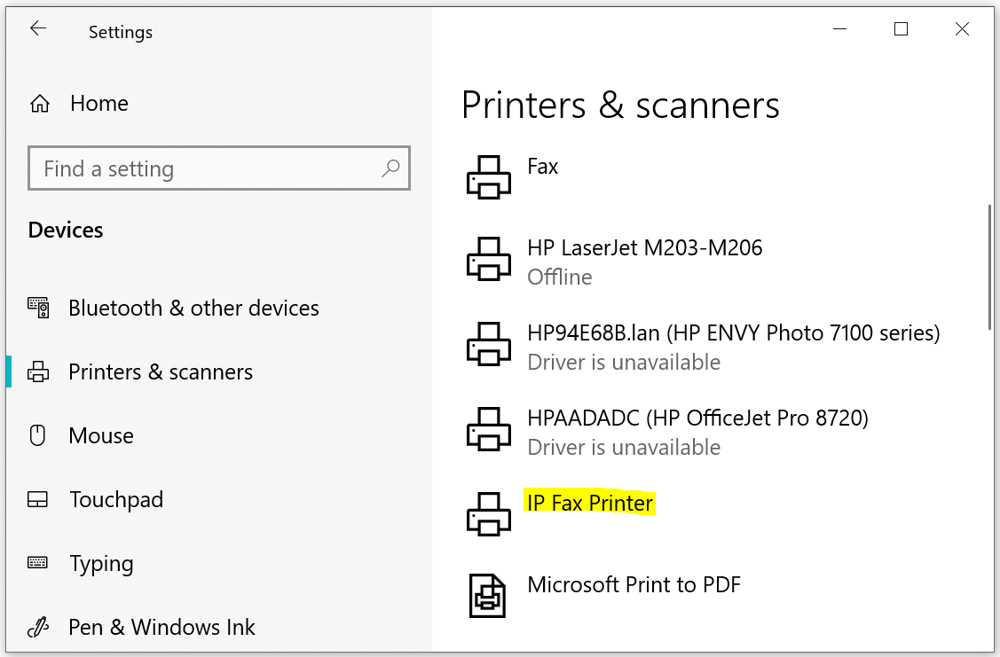 Settings
Home
Find a setting
Devices
Bluetooth & other devices
Printers & scanners
Mouse
Touchpad
Typing
Pen & Windows Ink
Printers & scanners
Fax
HP LaserJet M203-M206
Offline
HP94E68B.lan (HP ENVY Photo 7100 series)
Driver is unavailable
HPAADADC (HP OfficeJet Pro 8720)
Driver is unavailable
IP Fax Printer
Microsoft Print to PDF